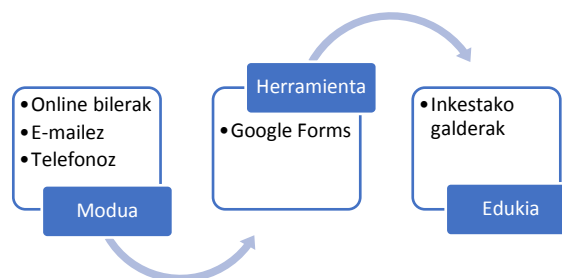 • Online bilerak
• E-mailez
• Telefonoz
Modua
Herramienta
• Google Forms
• Inkestako
galderak
Edukia